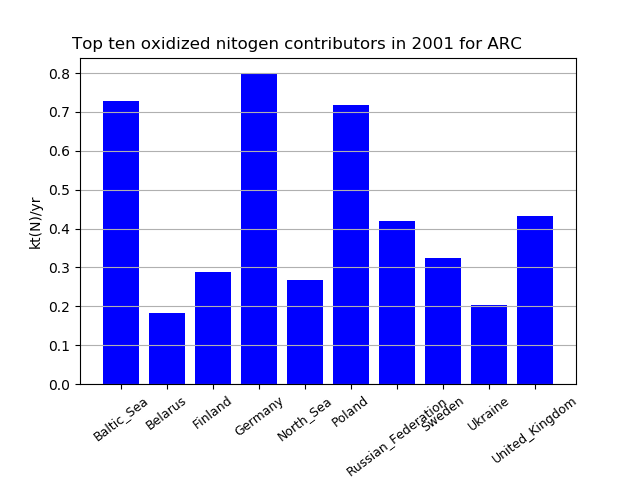 Top ten oxidized nitogen contributors in 2001 for ARC
kt(N)/yr
0.8
0.7
0.6
0.5
0.4
0.3
0.2
0.1
0.0
Baltic_Sea
Belarus
Finland
Germany
North_Sea
Poland
Russian_Federation
Sweden
Ukraine
United_Kingdom